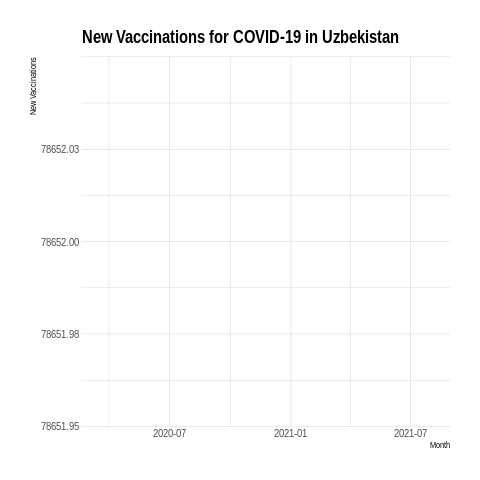 New Vaccinations for COVID-19 in Uzbekistan
New Vaccinations
78652.03
78652.00
78651.98
78651.95
2020-07 2021-01 2021-07
Month